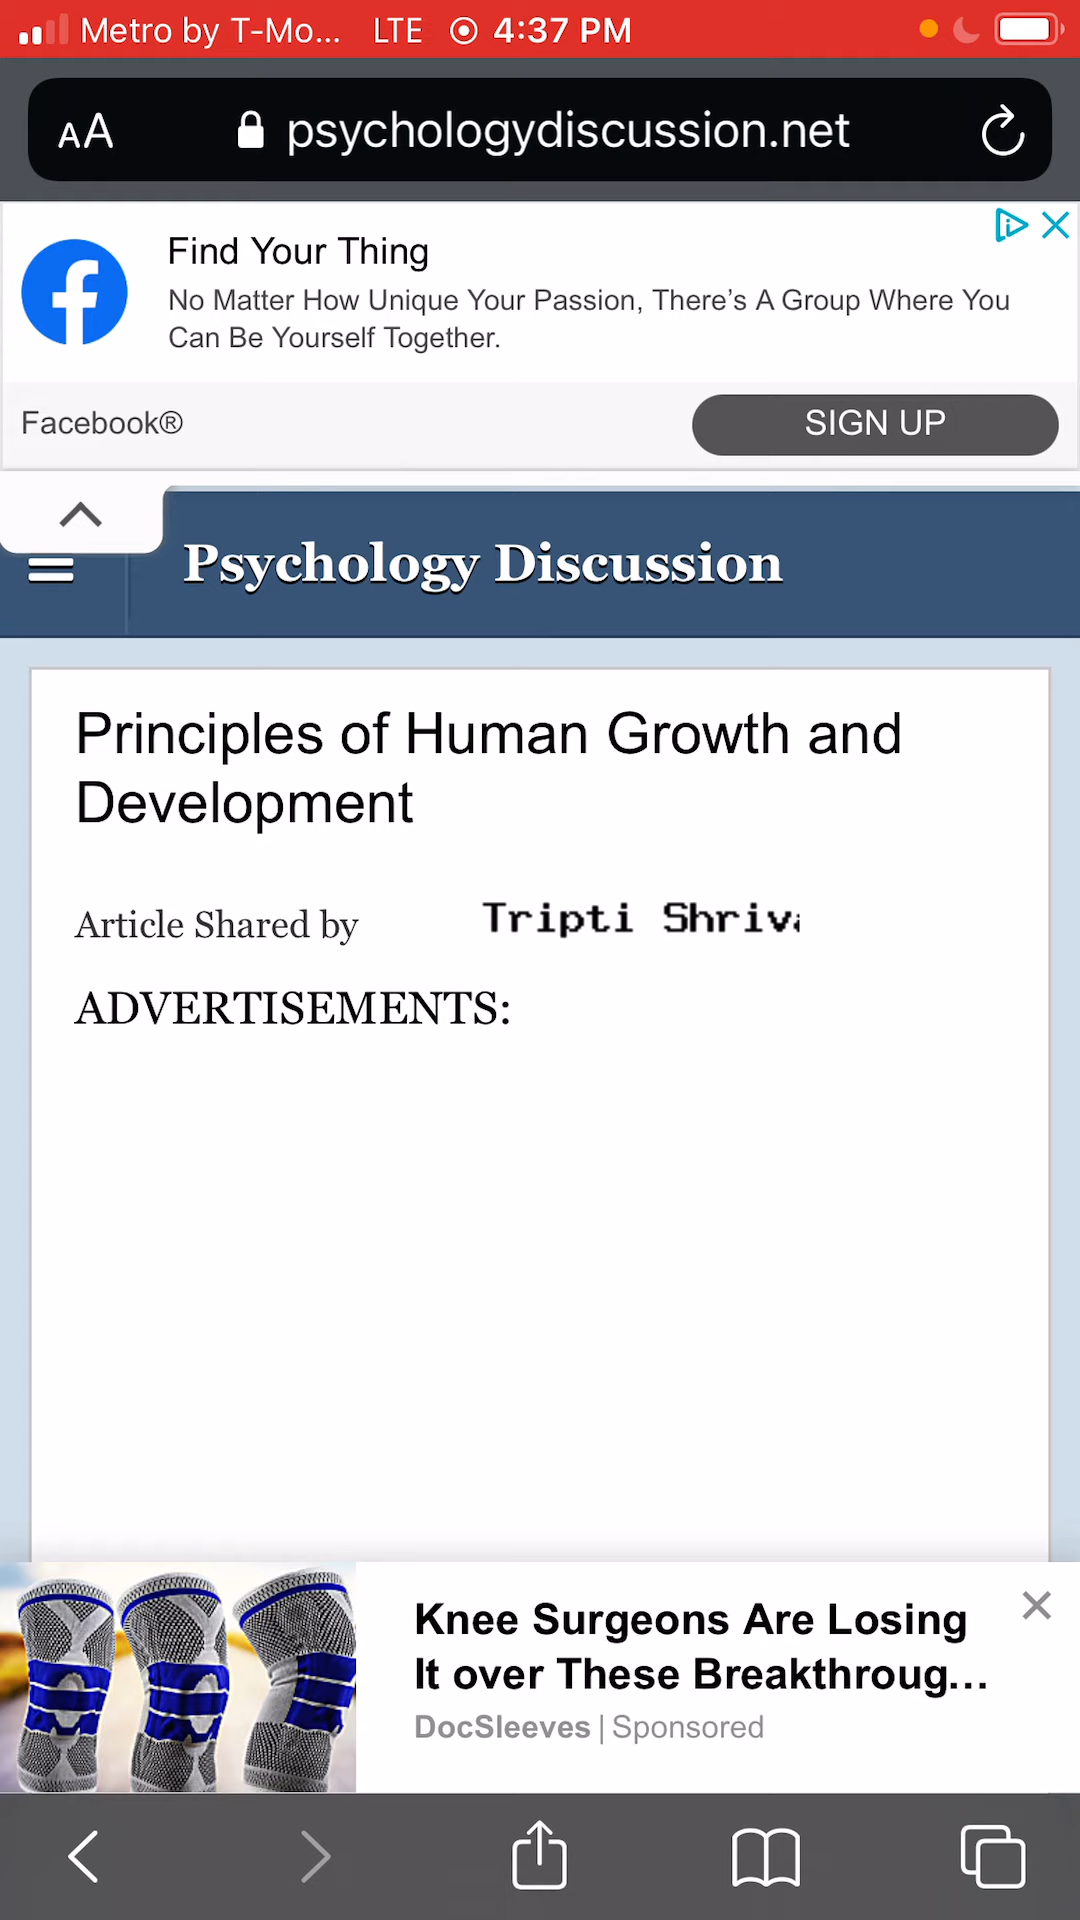 Metro by T-Mo... LTE 4:37 PM
AA psychologydiscussion.net
Find Your Thing
No Matter How Unique Your Passion, There's A Group Where You
Can Be Yourself Together.
Facebook® SIGN UP
Psychology Discussion
Principles of Human Growth and
Development
Article Shared by Tripti
ADVERTISEMENTS:
Knee Surgeons Are Losing
It over These Breakthroug...
DocSleeves | Sponsored